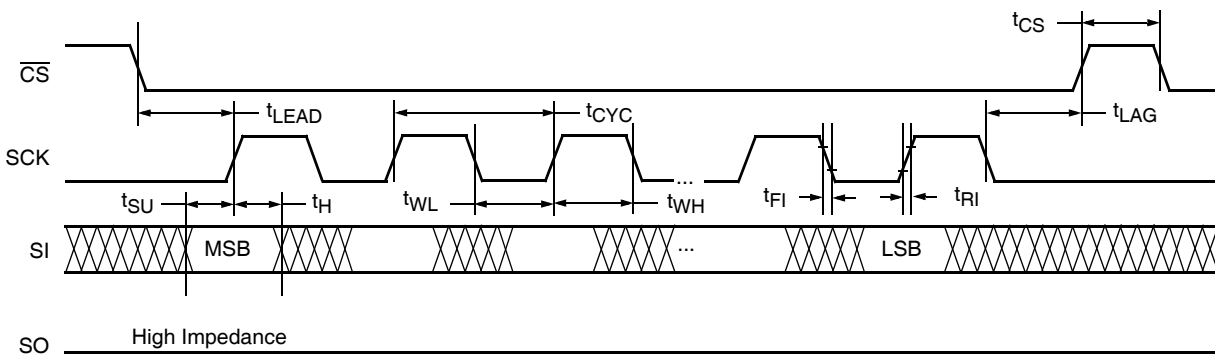 tCS
CS
tLEAD
tCYC
tLAG
SCK
...
tSU
tH
tWL
tWH
tFI
tRI
SI
MSB
...
LSB
High Impedance
SO